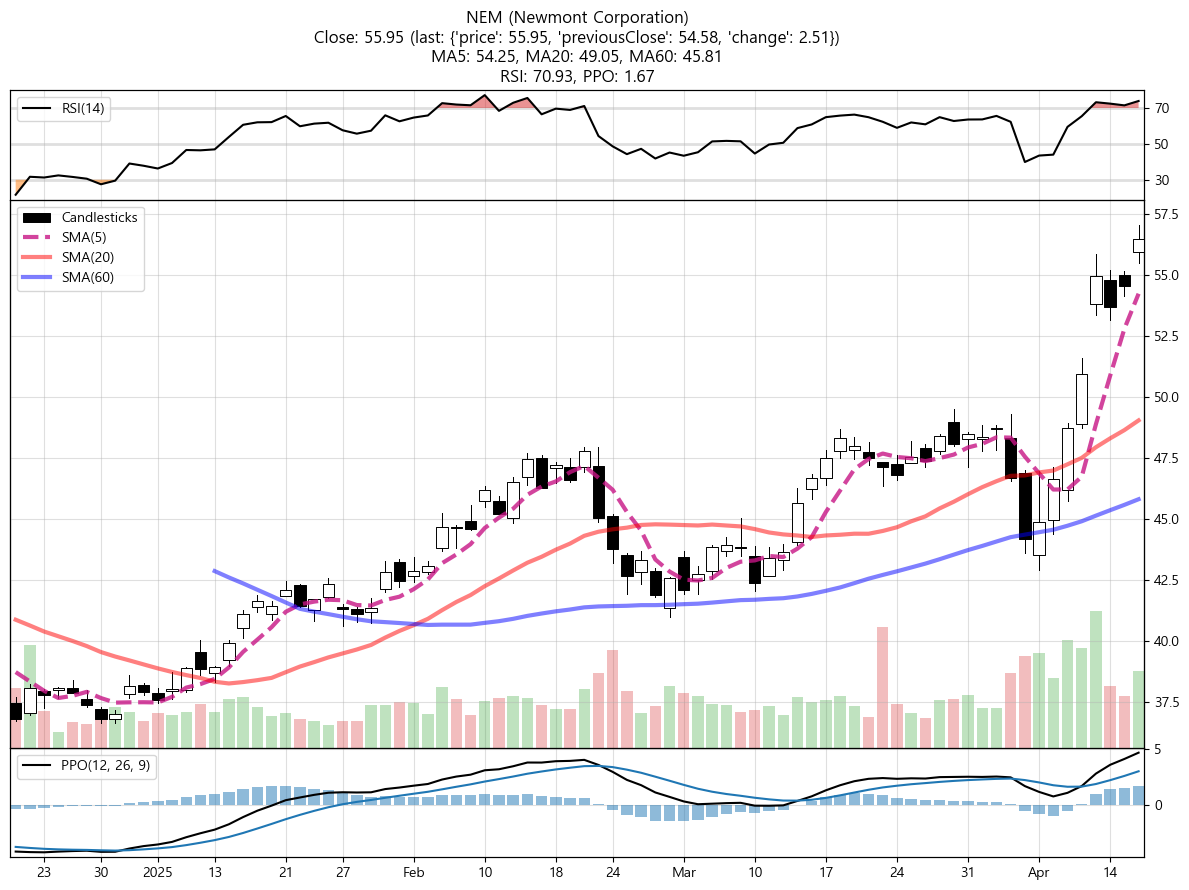 NEM (Newmont Corporation)
Close: 55.95 (last: {'price': 55.95, 'previousClose': 54.58, 'change': 2.51})
MA5: 54.25, MA20: 49.05, MA60: 45.81
RSI: 70.93, PPO: 1.67
RSI(14)
70
50
30
Candlesticks
SMA(5)
SMA(20)
SMA(60)
57.5
55.0
52.5
50.0
47.5
45.0
42.5
40.0
37.5
PPO(12, 26, 9)
5
0
23 30 2025 13 21 27 Feb 10 18 24 Mar 10 17 24 31 Apr 14